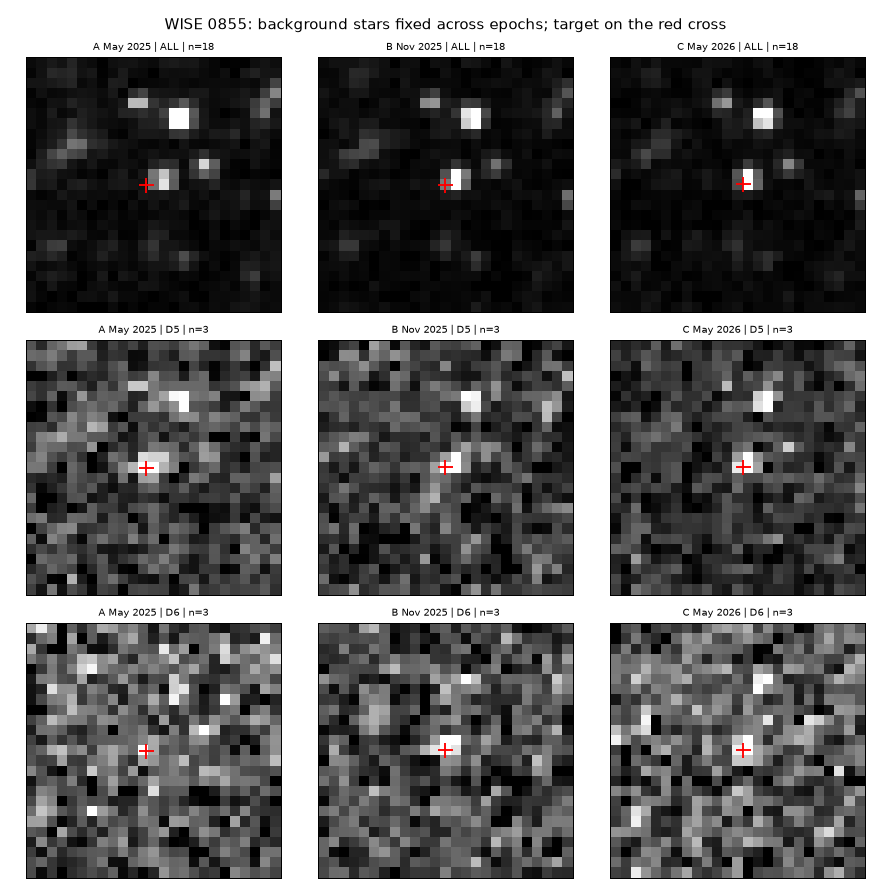 WISE 0855: background stars fixed across epochs; target on the red cross
A May 2025 | ALL | n=18
B Nov 2025 | ALL | n=18
C May 2026 | ALL | n=18
A May 2025 | D5 | n=3
B Nov 2025 | D5 | n=3
C May 2026 | D5 | n=3
A May 2025 | D6 | n=3
B Nov 2025 | D6 | n=3
C May 2026 | D6 | n=3